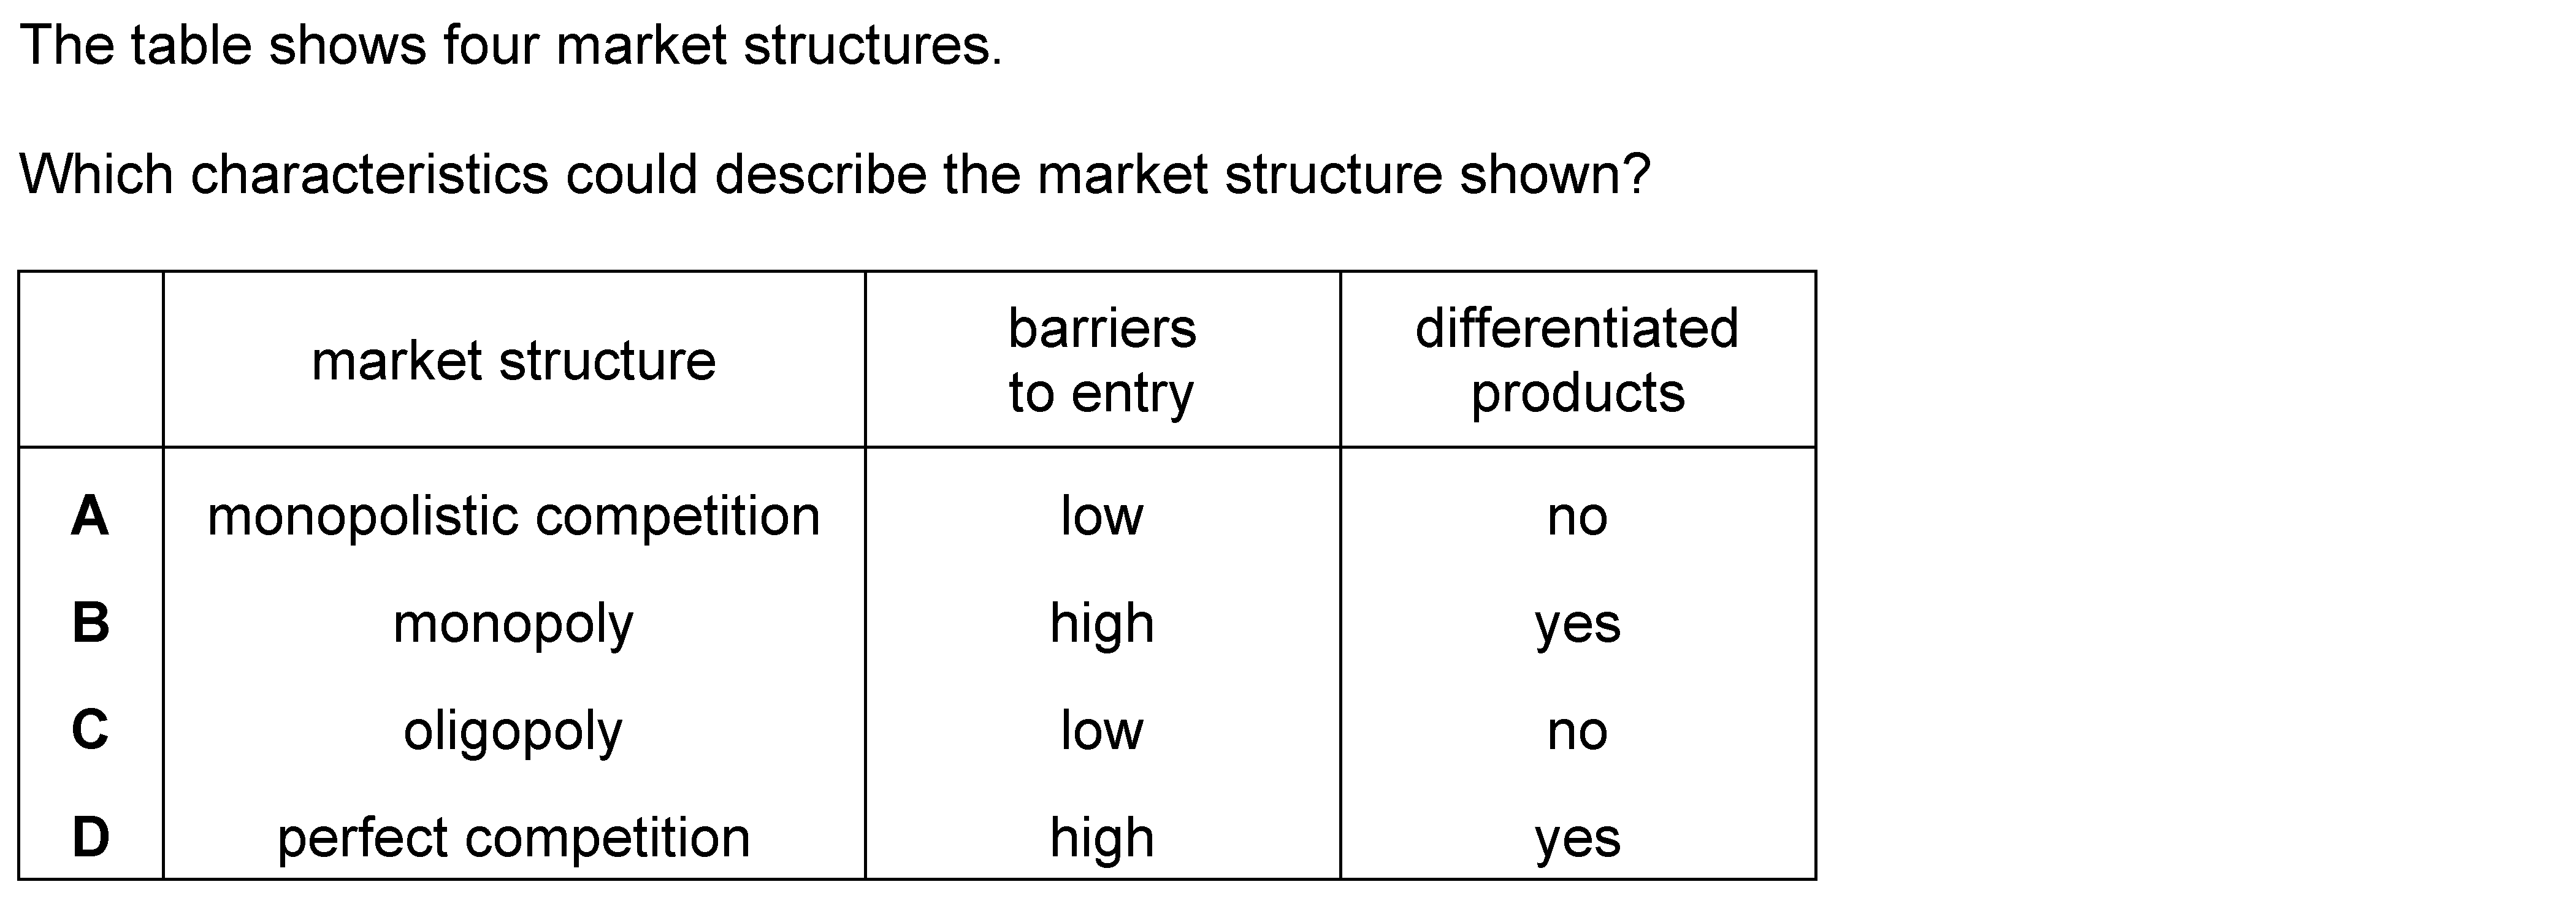 The table shows four market structures.
Which characteristics could describe the market structure shown?
market structure barriers to entry differentiated products
A monopolistic competition low no
B monopoly high yes
C oligopoly low no
D perfect competition high yes